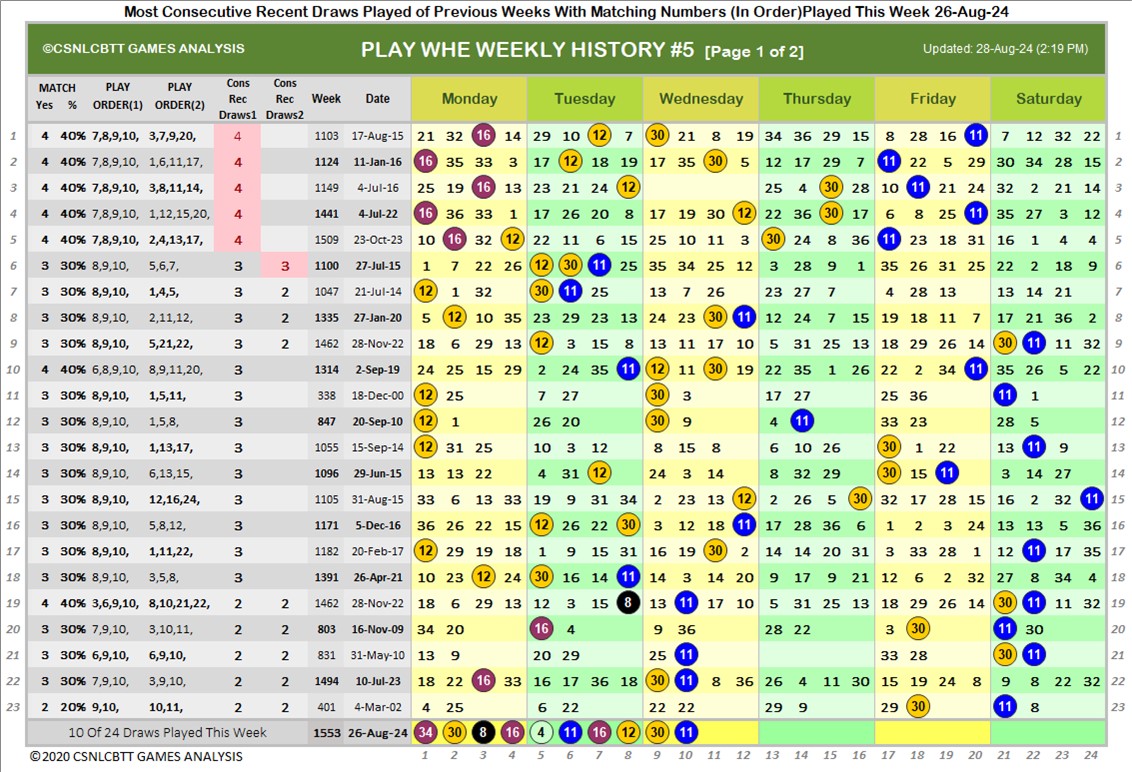 Most Consecutive Recent Draws Played of Previous Weeks With Matching Numbers (In Order)Played This Week 26-Aug-24
©CSNLCBTT GAMES ANALYSIS PLAY WHE WEEKLY HISTORY #5 [Page 1 of 2] Updated: 28-Aug-24 (2:19 PM)
MATCH Yes % PLAY ORDER(1) PLAY ORDER(2) Cons Rec Draws1 Cons Rec Draws2 Week Date Monday Tuesday Wednesday Thursday Friday Saturday
1 4 40% 7,8,9,10, 3,7,9,20, 4 1103 17-Aug-15 21 32 16 14 29 10 12 7 30 21 8 19 34 36 29 15 8 28 16 11 7 12 32 22 1
2 4 40% 7,8,9,10, 1,6,11,17, 4 1124 11-Jan-16 16 35 33 3 17 12 18 19 17 35 30 5 12 17 29 7 11 22 5 29 30 34 28 15 2
3 4 40% 7,8,9,10, 3,8,11,14, 4 1149 4-Jul-16 25 19 16 13 23 21 24 12 25 4 30 28 10 11 21 24 32 2 21 14 3
4 4 40% 7,8,9,10, 1,12,15,20, 4 1441 4-Jul-22 16 36 33 1 17 26 20 8 17 19 30 12 22 36 30 17 6 8 25 11 35 27 3 12 4
5 4 40% 7,8,9,10, 2,4,13,17, 4 1509 23-Oct-23 10 16 32 12 22 11 6 15 25 10 11 3 30 24 8 36 11 23 18 31 16 1 4 4 5
6 3 30% 8,9,10, 5,6,7, 3 3 1100 27-Jul-15 1 7 22 26 12 30 11 25 35 34 25 12 3 28 9 1 35 26 31 25 22 1 18 9 6
7 3 30% 8,9,10, 1,4,5, 3 2 1047 21-Jul-14 12 1 32 30 11 25 13 7 26 23 27 7 4 28 13 13 14 21 7
8 3 30% 8,9,10, 2,11,12, 3 2 1335 27-Jan-20 5 12 10 35 23 29 23 13 24 23 30 11 12 24 7 15 19 18 11 7 17 21 36 2 8
9 3 30% 8,9,10, 5,21,22, 3 2 1462 28-Nov-22 18 6 29 13 12 3 15 8 13 11 17 10 5 31 25 13 18 29 26 14 30 11 11 32 9
10 4 40% 6,8,9,10, 8,9,11,20, 3 1314 2-Sep-19 24 25 15 29 2 24 35 11 12 11 30 19 22 35 1 26 22 2 34 11 35 26 5 22 10
11 3 30% 8,9,10, 1,5,11, 3 338 18-Dec-00 12 25 7 27 30 3 17 27 25 36 11 1 11
12 3 30% 8,9,10, 1,5,8, 3 847 20-Sep-10 12 1 26 20 30 9 4 11 33 23 28 5 12
13 3 30% 8,9,10, 1,13,17, 3 1055 15-Sep-14 12 31 25 10 3 12 8 15 8 6 10 26 30 1 22 13 11 9 13
14 3 30% 8,9,10, 6,13,15, 3 1096 29-Jun-15 13 13 22 4 31 12 24 3 14 8 32 29 30 15 11 3 14 27 14
15 3 30% 8,9,10, 12,16,24, 3 1105 31-Aug-15 33 6 13 33 19 9 31 34 2 23 13 12 2 26 5 30 32 17 28 15 16 2 32 11 15
16 3 30% 8,9,10, 5,8,12, 3 1171 5-Dec-16 36 26 22 15 12 26 22 30 3 12 18 11 17 28 36 6 1 2 3 24 13 13 5 36 16
17 3 30% 8,9,10, 1,11,22, 3 1182 20-Feb-17 12 29 19 18 1 9 15 31 16 19 30 2 14 14 20 31 3 33 28 1 12 11 17 35 17
18 3 30% 8,9,10, 3,5,8, 3 1391 26-Apr-21 10 23 12 24 30 16 14 11 14 3 14 20 9 17 9 21 12 6 2 32 27 8 34 4 18
19 4 40% 3,6,9,10, 8,10,21,22, 2 2 1462 28-Nov-22 18 6 29 13 12 3 15 8 13 11 17 10 5 31 25 13 18 29 26 14 30 11 11 32 19
20 3 30% 7,9,10, 3,10,11, 2 2 803 16-Nov-09 34 20 16 4 9 36 28 22 3 30 11 30 20
21 3 30% 6,9,10, 6,9,10, 2 2 831 31-May-10 13 9 20 29 25 11 33 28 30 11 21
22 3 30% 7,9,10, 3,9,10, 2 2 1494 10-Jul-23 18 22 16 33 16 17 36 18 30 11 8 36 26 4 11 30 15 19 24 8 9 8 22 32 22
23 2 20% 9,10, 10,11, 2 2 401 4-Mar-02 4 25 6 22 22 22 29 9 29 30 11 8 23
10 Of 24 Draws Played This Week 1553 26-Aug-24 34 30 8 16 4 11 16 12 30 11
©2020 CSNLCBTT GAMES ANALYSIS 1 2 3 4 5 6 7 8 9 10 11 12 13 14 15 16 17 18 19 20 21 22 23 24